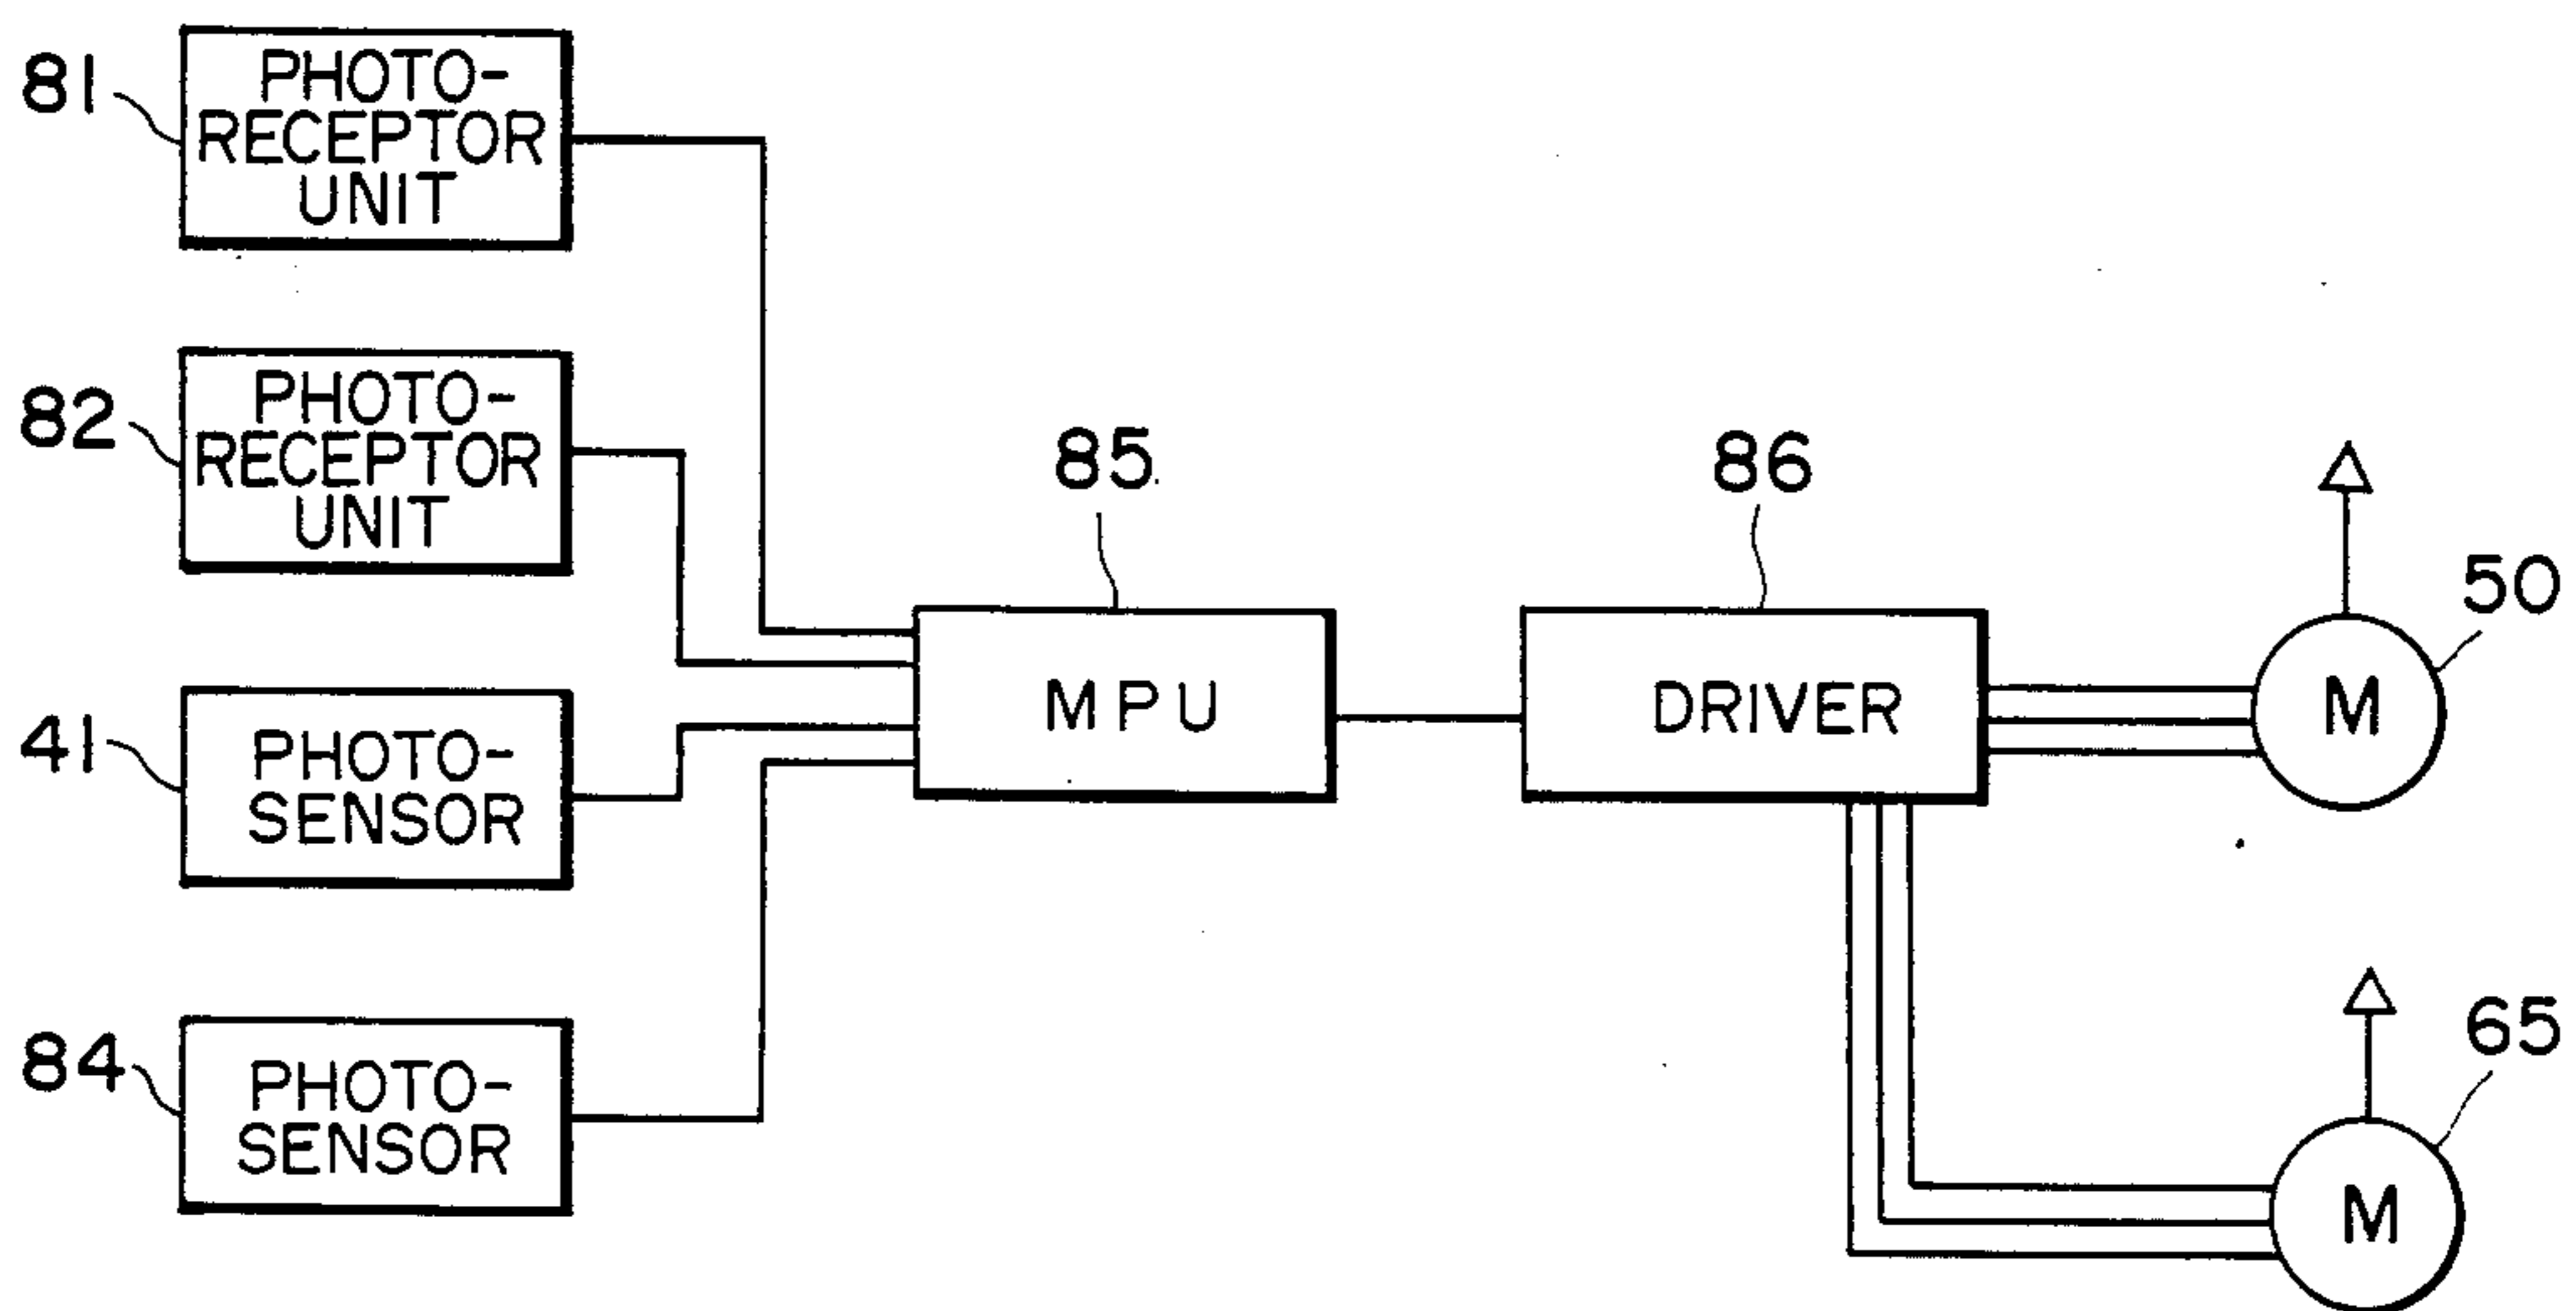 81
PHOTO-
RECEPTOR
UNIT
82
PHOTO-
RECEPTOR
UNIT
41
PHOTO-
SENSOR
84
PHOTO-
SENSOR
85
MPU
86
DRIVER
50
M
65
M